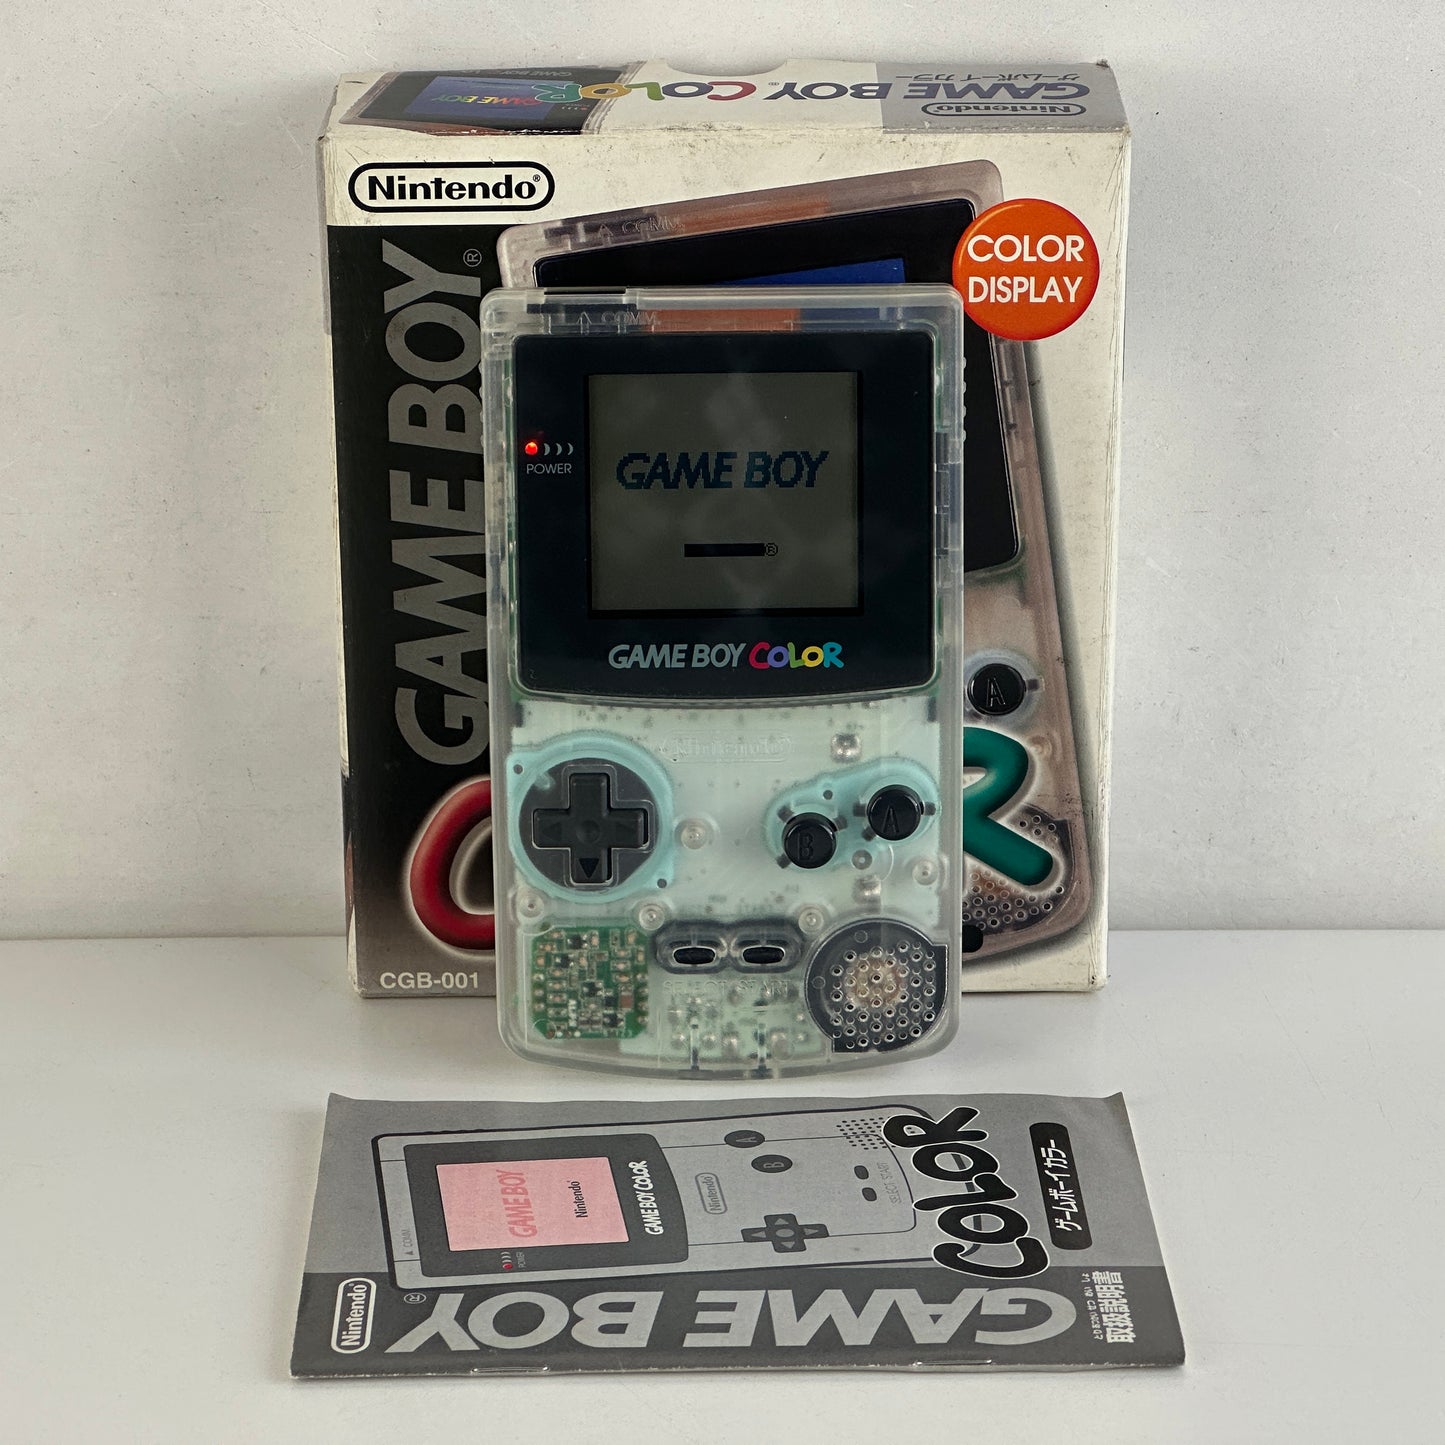 GAME BOY® COLOR
ゲームボーイカラー
Nintendo
GAME BOY
Nintendo®
GAME BOY®
COLOR
DISPLAY
COMM.
CGB-001
A
COMM.
POWER
GAME BOY
®
GAME BOY COLOR
Nintendo
A
B
SELECT START
COLOR
ゲームボーイカラー
A
B
SELECT START
Nintendo
GAME BOY
Nintendo
GAME BOY COLOR
POWER
COMM.
GAME BOY®
Nintendo®
取扱説明書